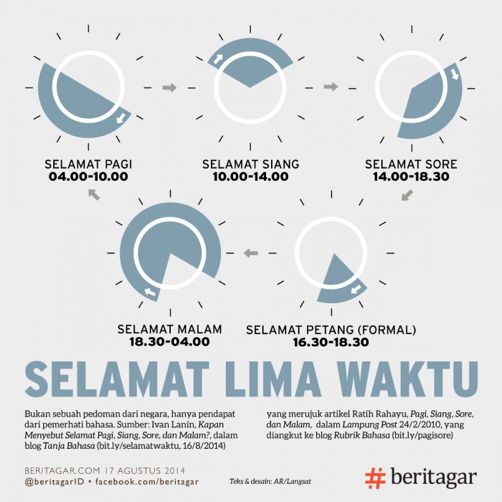 SELAMAT PAGI
04.00-10.00
SELAMAT SIANG
10.00-14.00
SELAMAT SORE
14.00-18.30
SELAMAT MALAM
18.30-04.00
SELAMAT PETANG (FORMAL)
16.30-18.30
SELAMAT LIMA WAKTU
Bukan sebuah pedoman dari negara, hanya pendapat
dari pemerhati bahasa. Sumber: Ivan Lanin, Kapan
Menyebut Selamat Pagi, Siang, Sore, dan Malam?, dalam
blog Tanja Bahasa (bit.ly/selamatwaktu, 16/8/2014)
yang merujuk artikel Ratih Rahayu, Pagi, Siang, Sore,
dan Malam, dalam Lampung Post 24/2/2010, yang
diangkut ke blog Rubrik Bahasa (bit.ly/pagisore)
BERITAGAR.COM 17 AGUSTUS 2014
@beritagarID • facebook.com/beritagar
Teks & desain: AR/Langsat
# beritagar